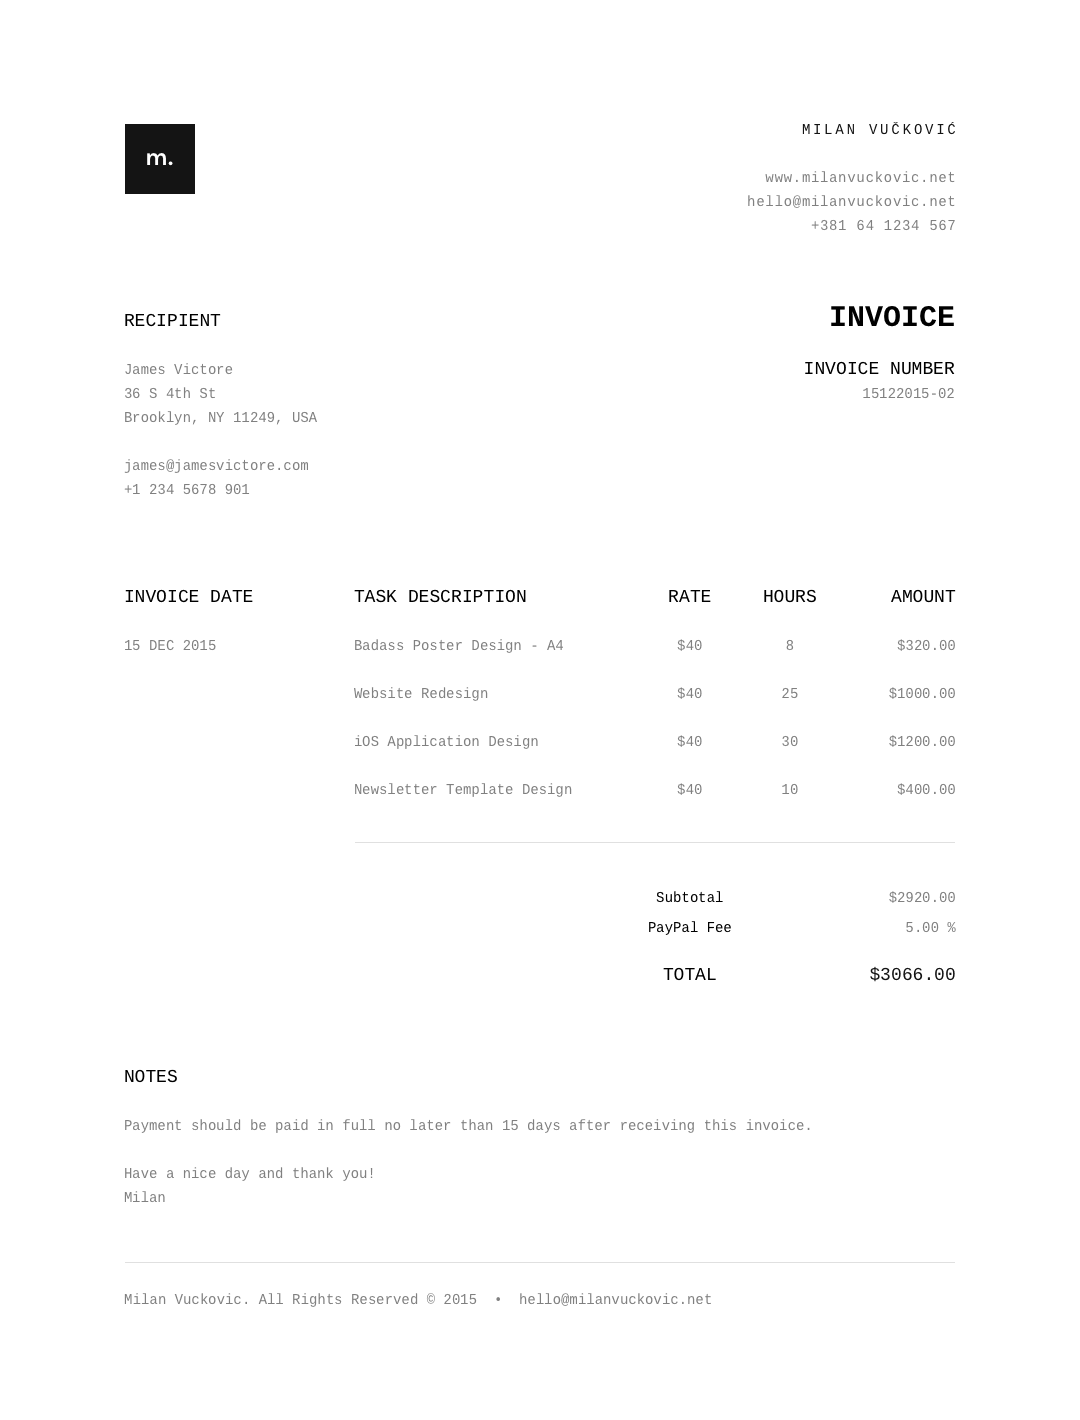 m.
MILAN VUČKOVIĆ
www.milanvuckovic.net
hello@milanvuckovic.net
+381 64 1234 567
RECIPIENT
James Victore
36 S 4th St
Brooklyn, NY 11249, USA
james@jamesvictore.com
+1 234 5678 901
INVOICE
INVOICE NUMBER
15122015-02
INVOICE DATE TASK DESCRIPTION RATE HOURS AMOUNT
15 DEC 2015 Badass Poster Design - A4 $40 8 $320.00
Website Redesign $40 25 $1000.00
iOS Application Design $40 30 $1200.00
Newsletter Template Design $40 10 $400.00
Subtotal $2920.00
PayPal Fee 5.00 %
TOTAL $3066.00
NOTES
Payment should be paid in full no later than 15 days after receiving this invoice.
Have a nice day and thank you!
Milan
Milan Vuckovic. All Rights Reserved © 2015 • hello@milanvuckovic.net